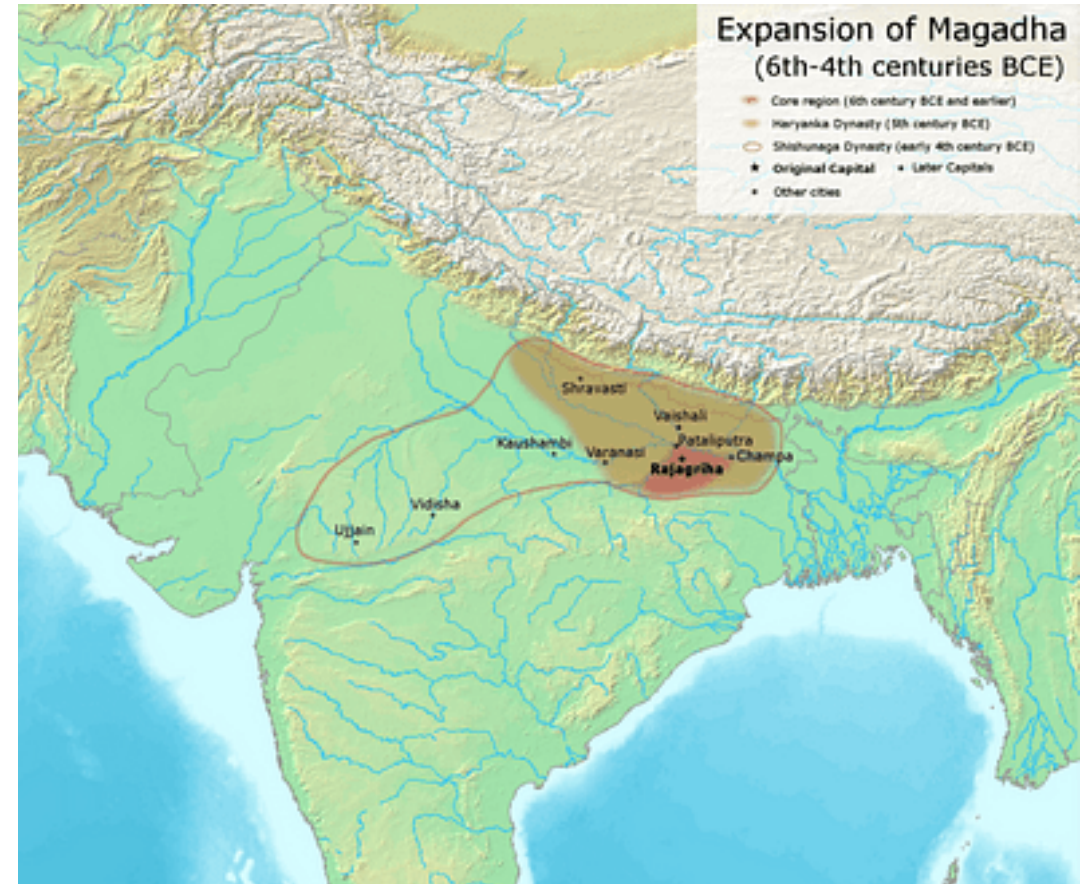 Expansion of Magadha
(6th-4th centuries BCE)
Core region (6th century BCE and earlier)
Haryanka Dynasty (5th century BCE)
Shishunaga Dynasty (early 4th century BCE)
Original Capital
Later Capitals
Other cities
Shravasti
Vaishali
Pataliputra
Kaushambi
Varanasi
Champa
Rajagriha
Vidisha
Ujjain